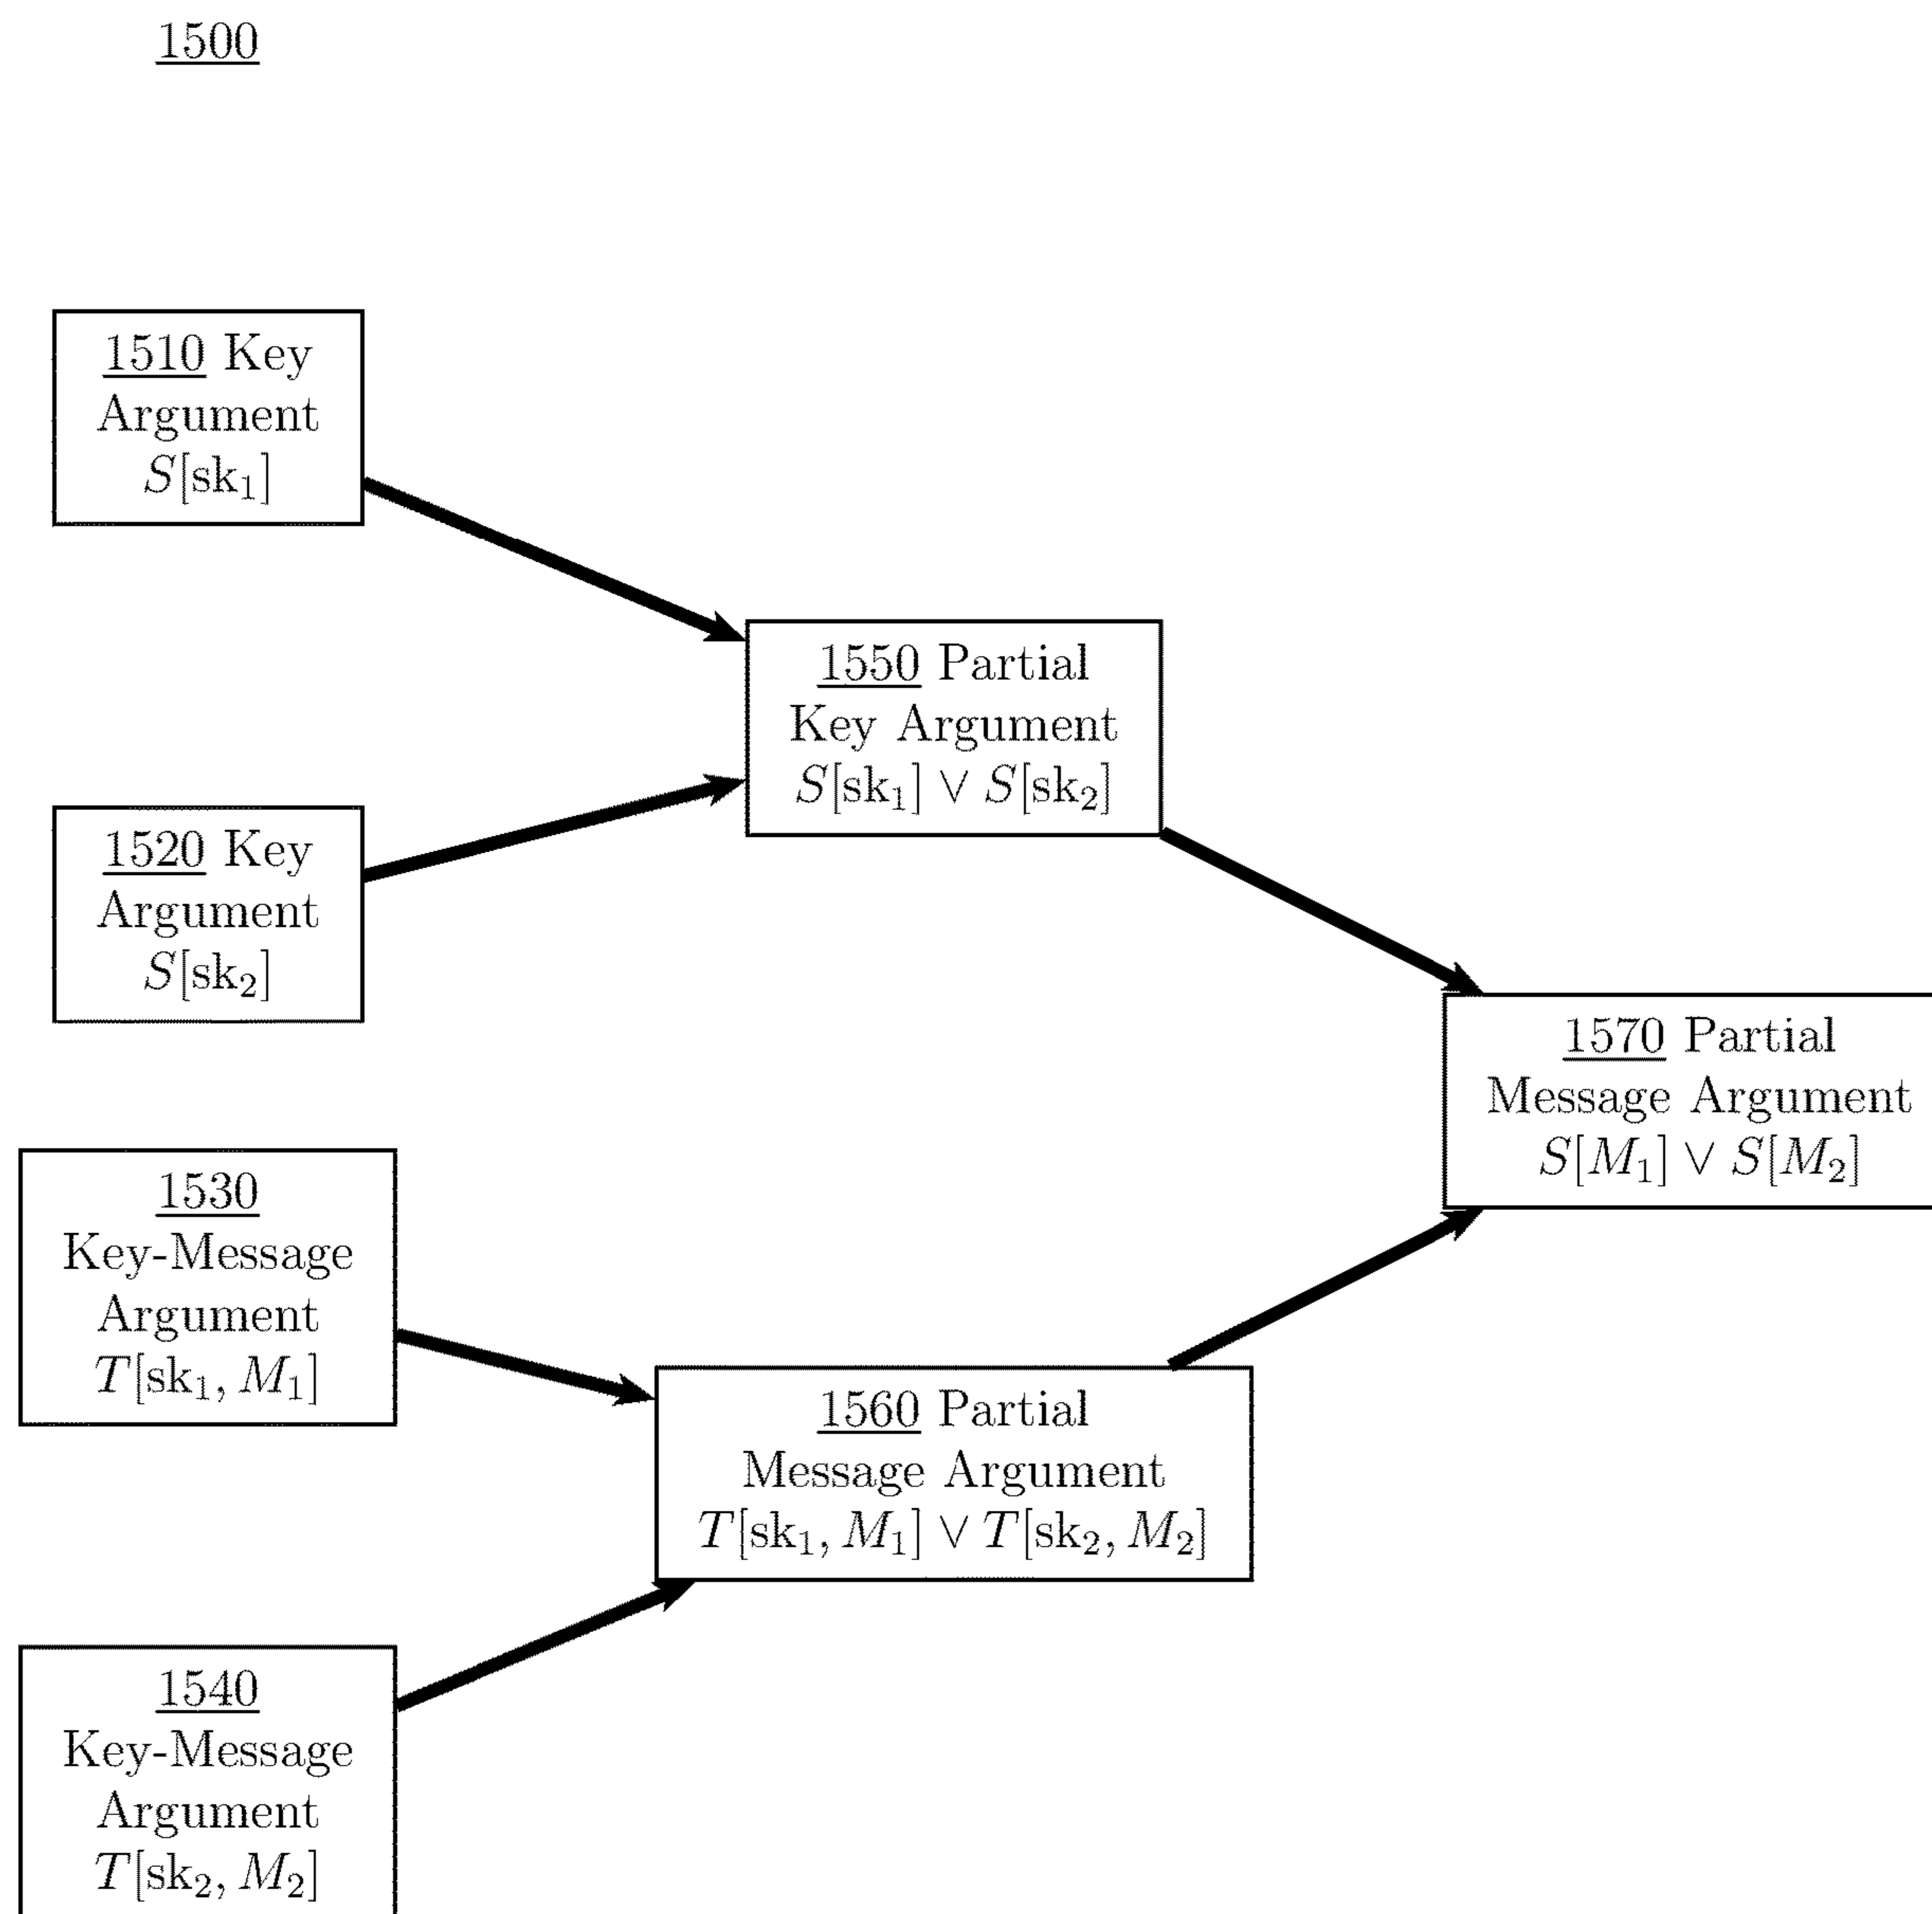 1500
1510 Key
Argument
S[sk₁]
1520 Key
Argument
S[sk₂]
1530
Key-Message
Argument
T[sk₁, M₁]
1540
Key-Message
Argument
T[sk₂, M₂]
1550 Partial
Key Argument
S[sk₁] ∨ S[sk₂]
1560 Partial
Message Argument
T[sk₁, M₁] ∨ T[sk₂, M₂]
1570 Partial
Message Argument
S[M₁] ∨ S[M₂]